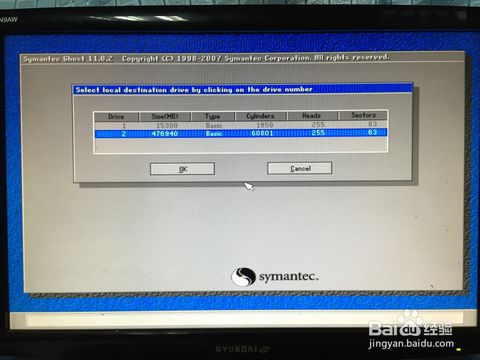 N9AW
Symantec Ghost 11.0.2 Copyright (C) 1998-2007 Symantec Corporation. All rights reserved.
Select local destination drive by clicking on the drive number
Drive Size(MB) Type Cylinders Heads Sectors
1 15300 Basic 1950 255 63
2 476940 Basic 60801 255 63
OK Cancel
symantec.
HYUNDAI
Baidu 经验
jingyan.baidu.com